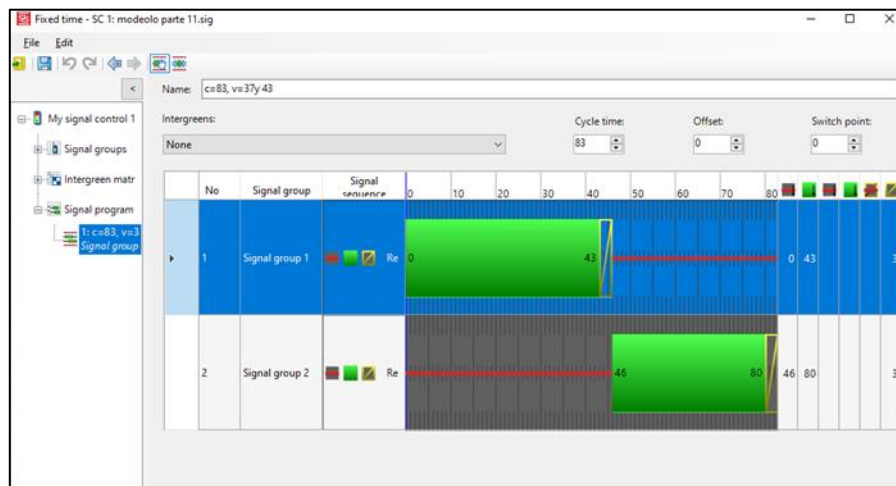 Fixed time - SC 1: modeolo parte 11.sig
File Edit
<
Name: c=83, v=37y 43
My signal control 1
Intergreens:
Cycle time:
Offset:
Switch point:
None
83
0
0
Signal groups
Intergreen matr
Signal program
1: c=83, v=3
Signal group
No Signal group Signal sequence 0 10 20 30 40 50 60 70 80
1 Signal group 1 Re 0 43 0 43 3
2 Signal group 2 Re 46 80 46 80 3